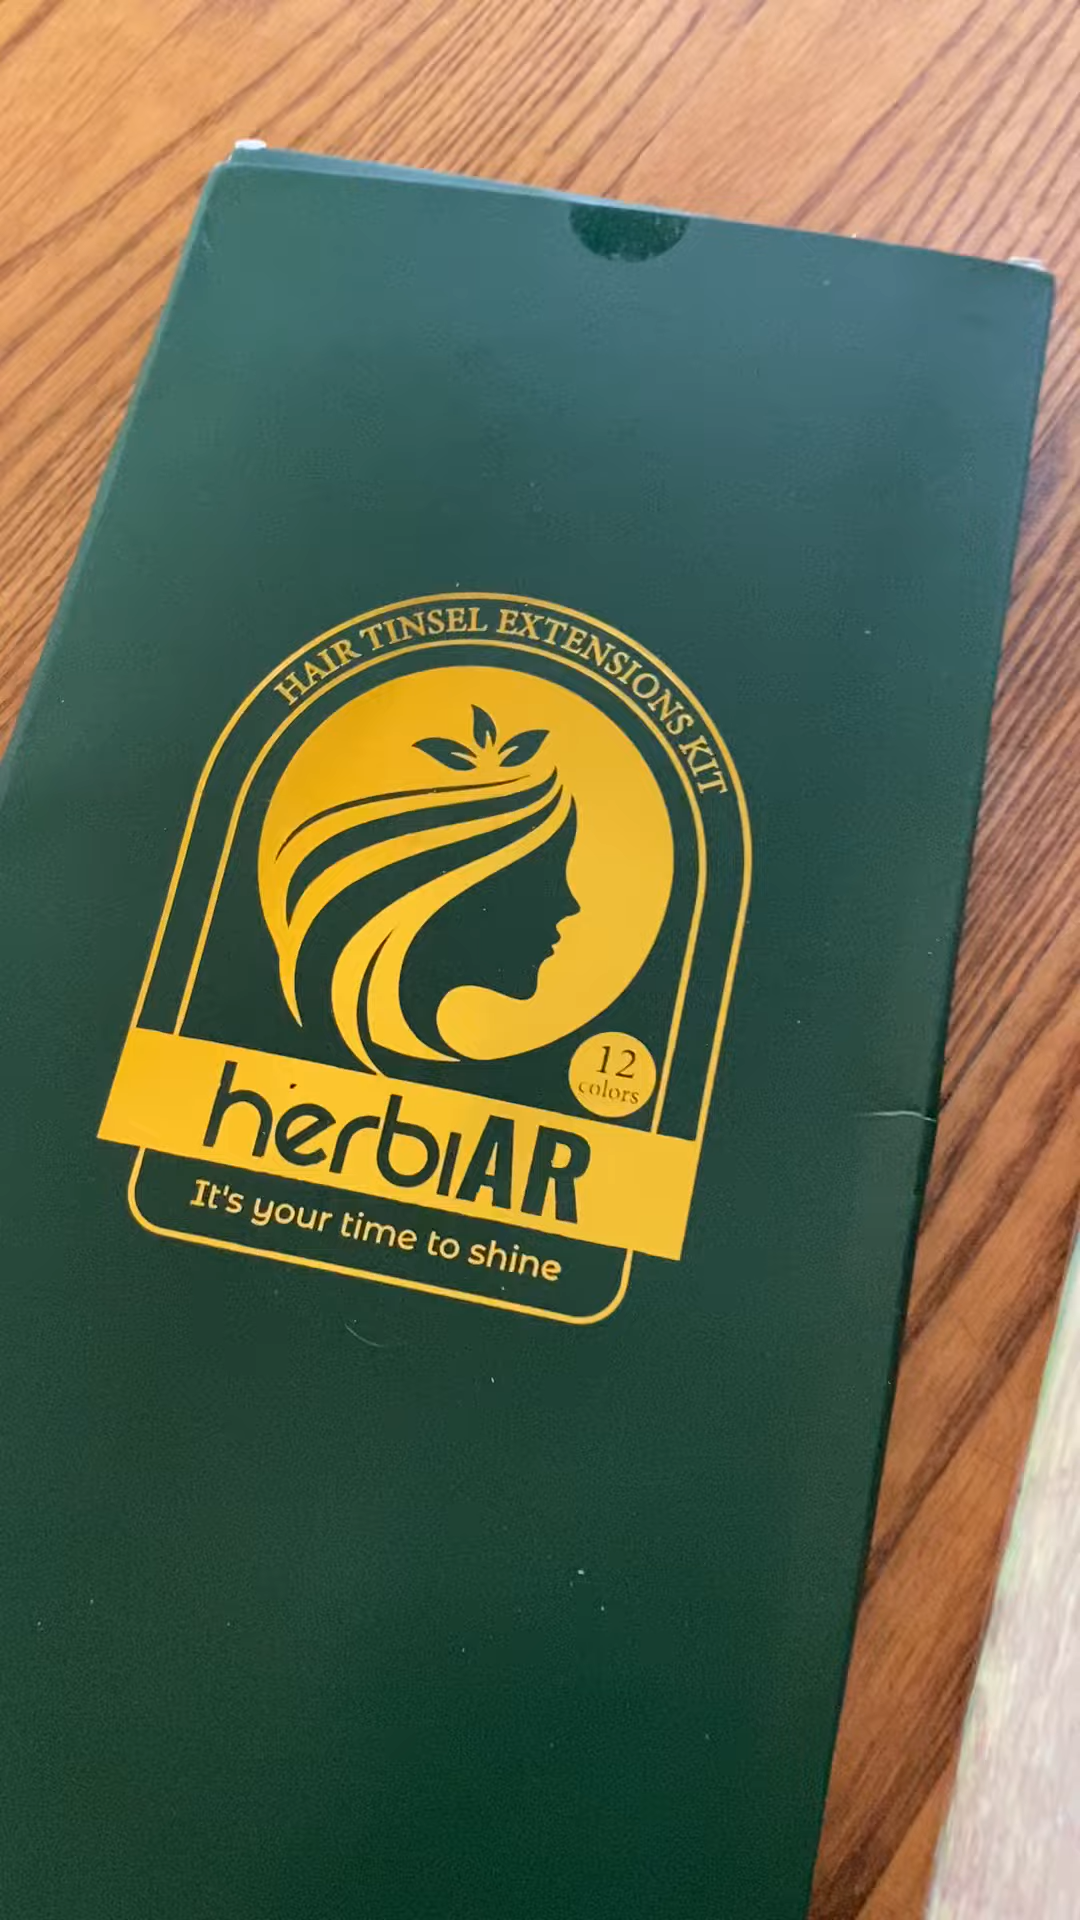 HAIR TINSEL EXTENSIONS KIT
12
colors
herbiAR
It's your time to shine